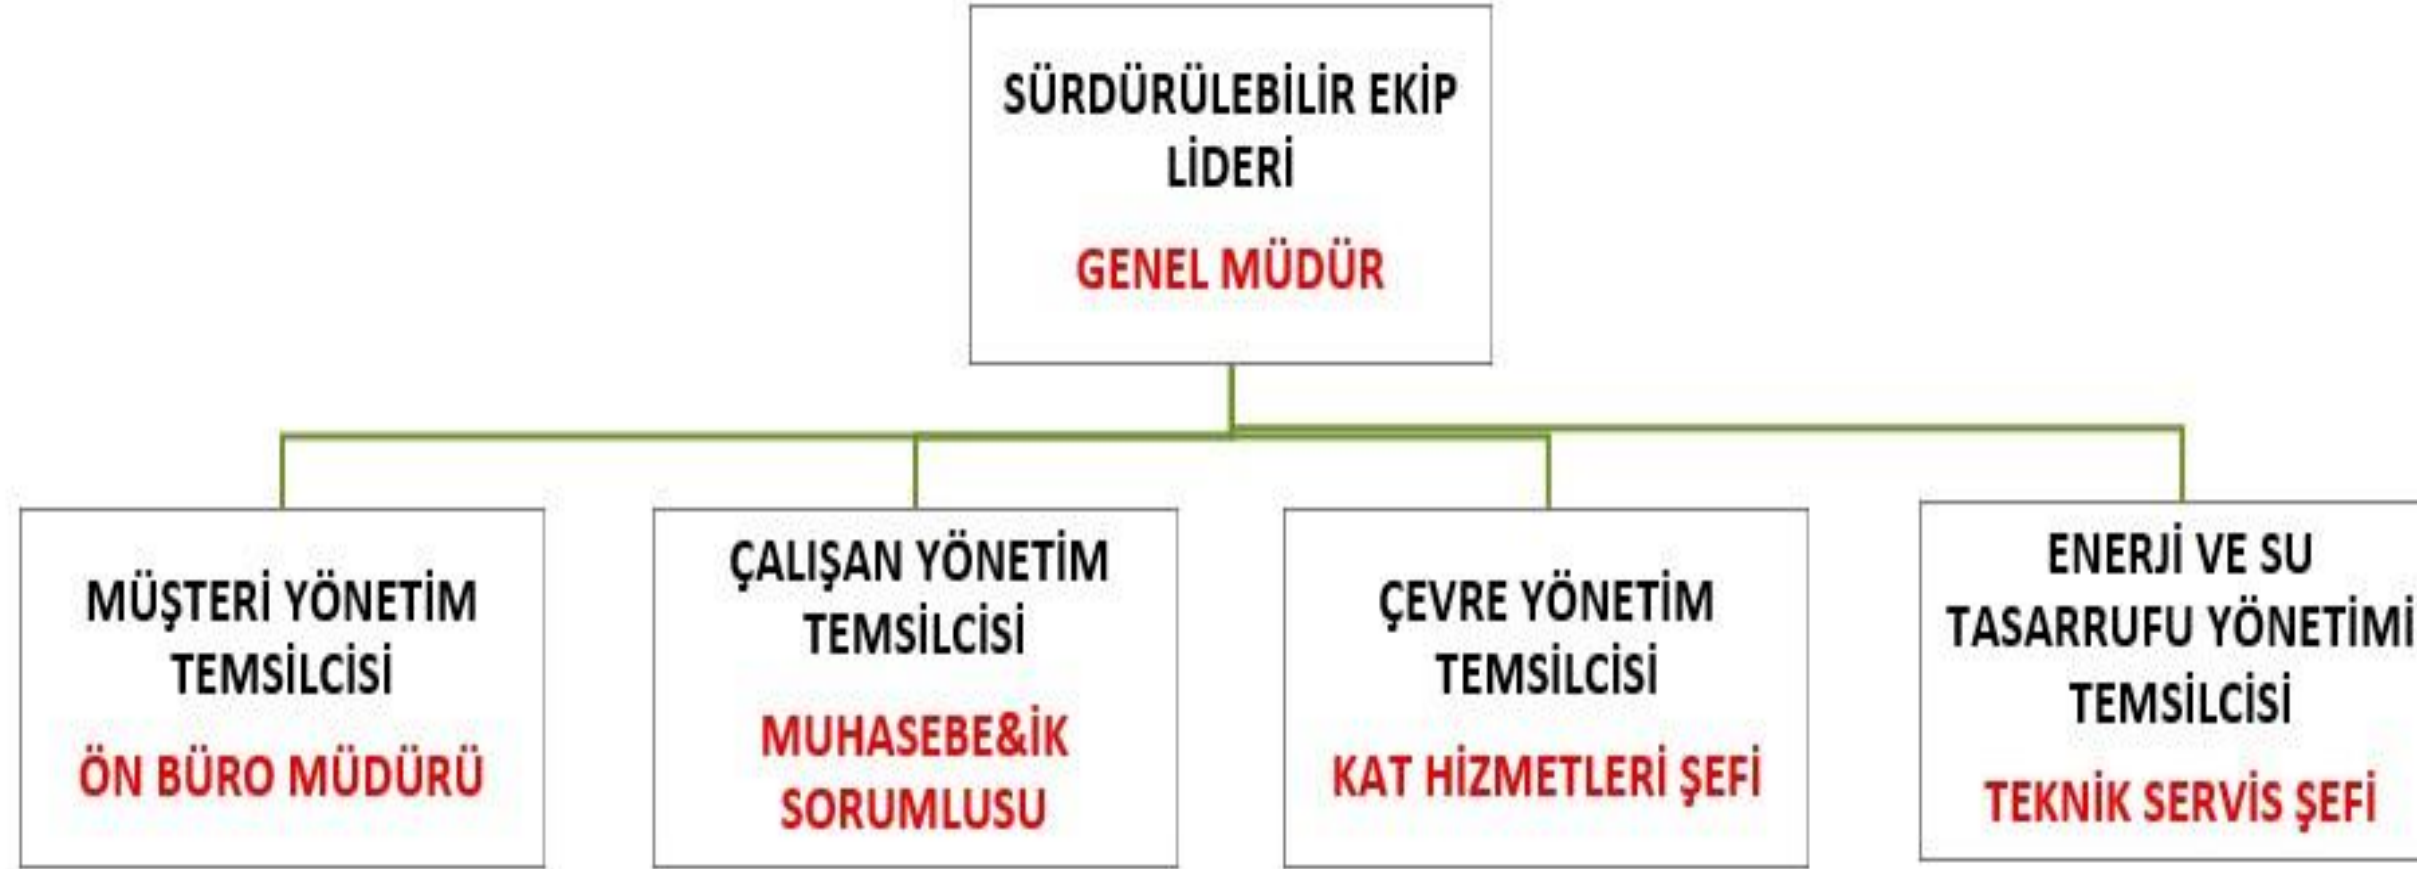 SÜRDÜRÜLEBİLİR EKİP
LİDERİ
GENEL MÜDÜR
MÜŞTERİ YÖNETİM
TEMSİLCİSİ
ÖN BÜRO MÜDÜRÜ
ÇALIŞAN YÖNETİM
TEMSİLCİSİ
MUHASEBE&İK
SORUMLUSU
ÇEVRE YÖNETİM
TEMSİLCİSİ
KAT HİZMETLERİ ŞEFİ
ENERJİ VE SU
TASARRUFU YÖNETİMİ
TEMSİLCİSİ
TEKNİK SERVİS ŞEFİ